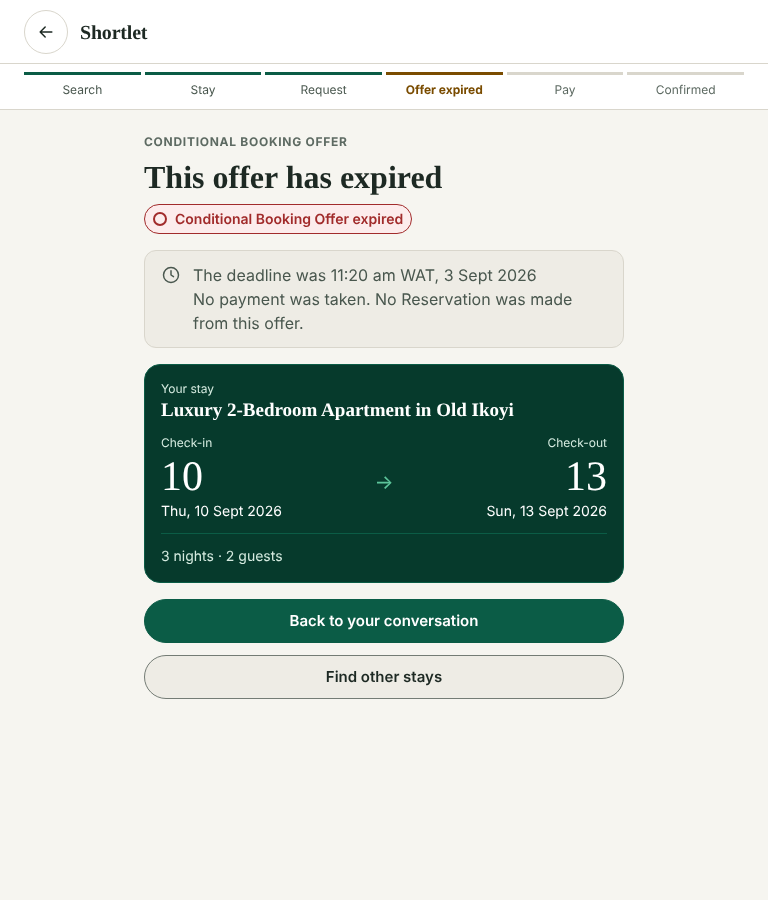 Shortlet
Search
Stay
Request
Offer expired
Pay
Confirmed
CONDITIONAL BOOKING OFFER
This offer has expired
Conditional Booking Offer expired
The deadline was 11:20 am WAT, 3 Sept 2026
No payment was taken. No Reservation was made
from this offer.
Your stay
Luxury 2-Bedroom Apartment in Old Ikoyi
Check-in
Check-out
10
→
13
Thu, 10 Sept 2026
Sun, 13 Sept 2026
3 nights · 2 guests
Back to your conversation
Find other stays